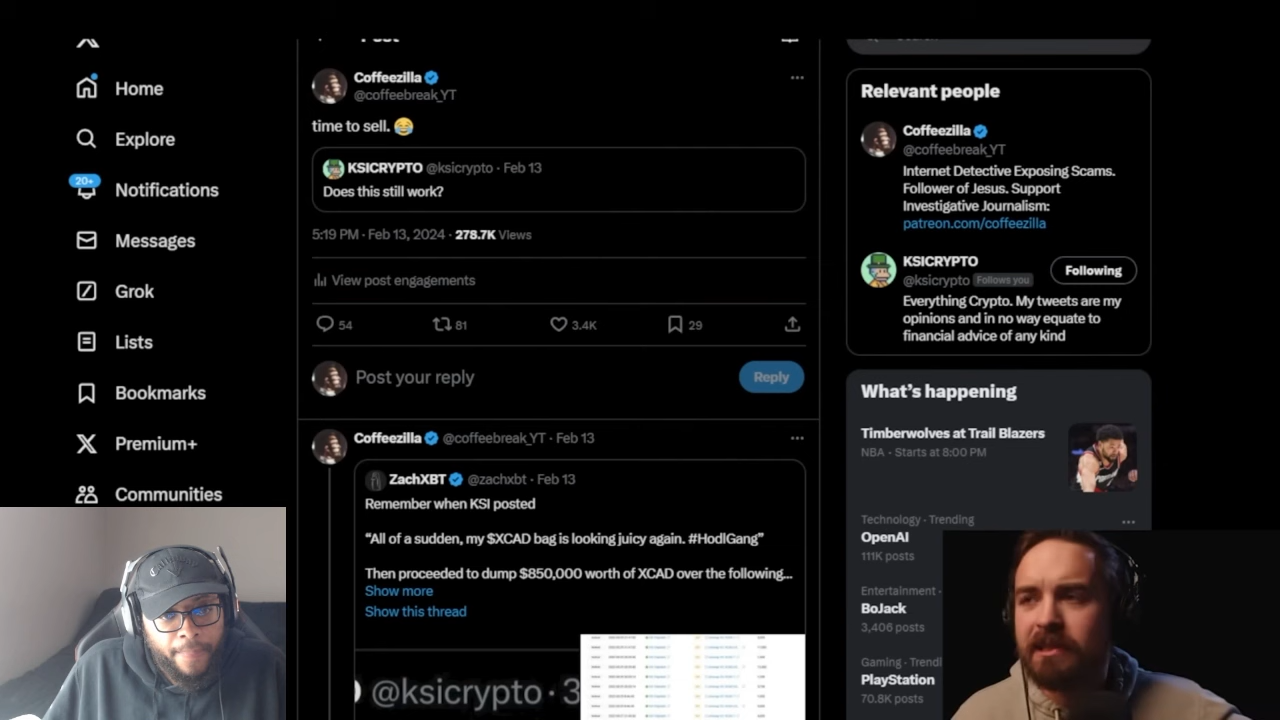 Home
Explore
20+
Notifications
Messages
Grok
Lists
Bookmarks
Premium+
Communities
Post
Coffeezilla
@coffeebreak_YT
time to sell. 😂
KSICRYPTO @ksicrypto · Feb 13
Does this still work?
5:19 PM · Feb 13, 2024 · 278.7K Views
View post engagements
54 81 3.4K 29
Post your reply
Reply
Coffeezilla @coffeebreak_YT · Feb 13
ZachXBT @zachxbt · Feb 13
Remember when KSI posted
“All of a sudden, my $XCAD bag is looking juicy again. #HodlGang”
Then proceeded to dump $850,000 worth of XCAD over the following...
Show more
Show this thread
@ksicrypto · 3
Relevant people
Coffeezilla
@coffeebreak_YT
Internet Detective Exposing Scams.
Follower of Jesus. Support
Investigative Journalism:
patreon.com/coffeezilla
KSICRYPTO
@ksicrypto Follows you
Following
Everything Crypto. My tweets are my
opinions and in no way equate to
financial advice of any kind
What’s happening
Timberwolves at Trail Blazers
NBA · Starts at 8:00 PM
Technology · Trending
OpenAI
111K posts
Entertainment ·
BoJack
3,406 posts
Gaming · Trendi
PlayStation
70.8K posts